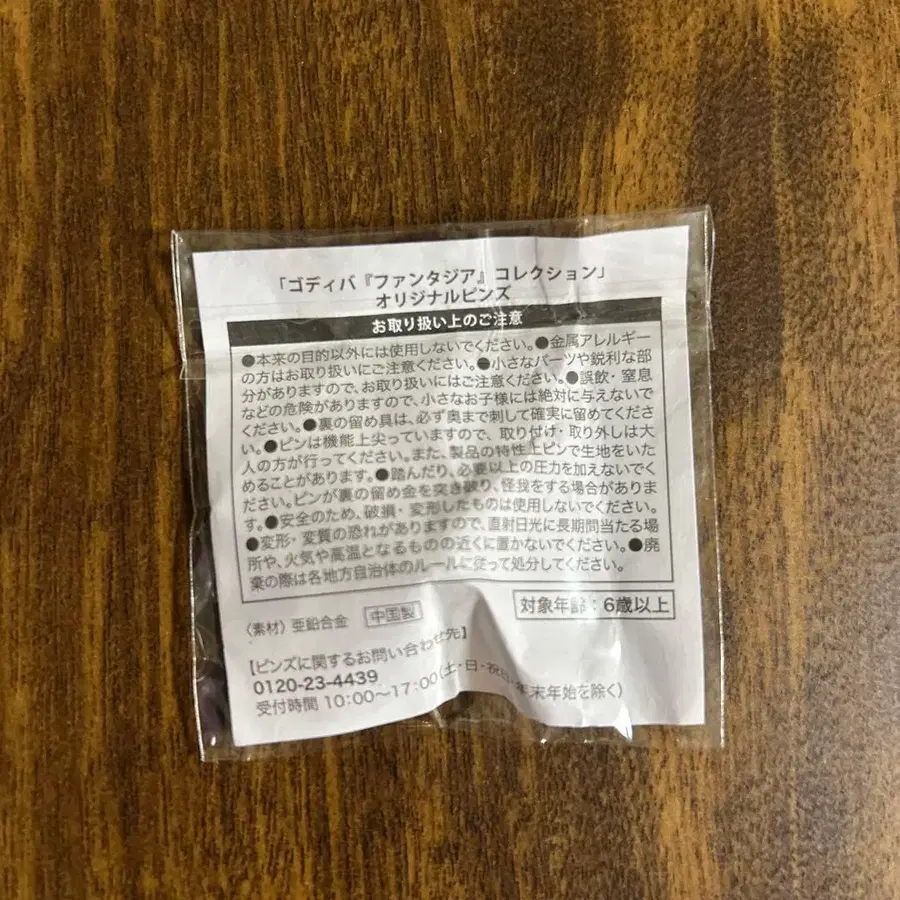 「ゴディバ『ファンタジア』コレクション」
オリジナルピンズ
お取り扱い上のご注意
●本来の目的以外には使用しないでください。●金属アレルギー
の方はお取り扱いにご注意ください。●小さなパーツや鋭利な部
分がありますので、お取り扱いにはご注意ください。●誤飲・窒息
などの危険がありますので、小さなお子様には絶対に与えないで
ください。●裏の留め具は、必ず奥まで刺して確実に留めてくださ
い。●ピンは機能上尖っていますので、取り付け・取り外しは大
人の方が行ってください。また、製品の特性上ピンで生地をいた
めることがあります。●踏んだり、必要以上の圧力を加えないでく
ださい。ピンが裏の留め金を突き破り、怪我をする場合がありま
す。●安全のため、破損・変形したものは使用しないでください。
●変形・変質の恐れがありますので、直射日光に長期間当たる場
所や、火気や高温となるものの近くに置かないでください。●廃
棄の際は各地方自治体のルールに従って処分してください。
対象年齢：6歳以上
〈素材〉亜鉛合金 中国製
【ピンズに関するお問い合わせ先】
0120-23-4439
受付時間 10:00～17:00(土・日・祝日・年末年始を除く)